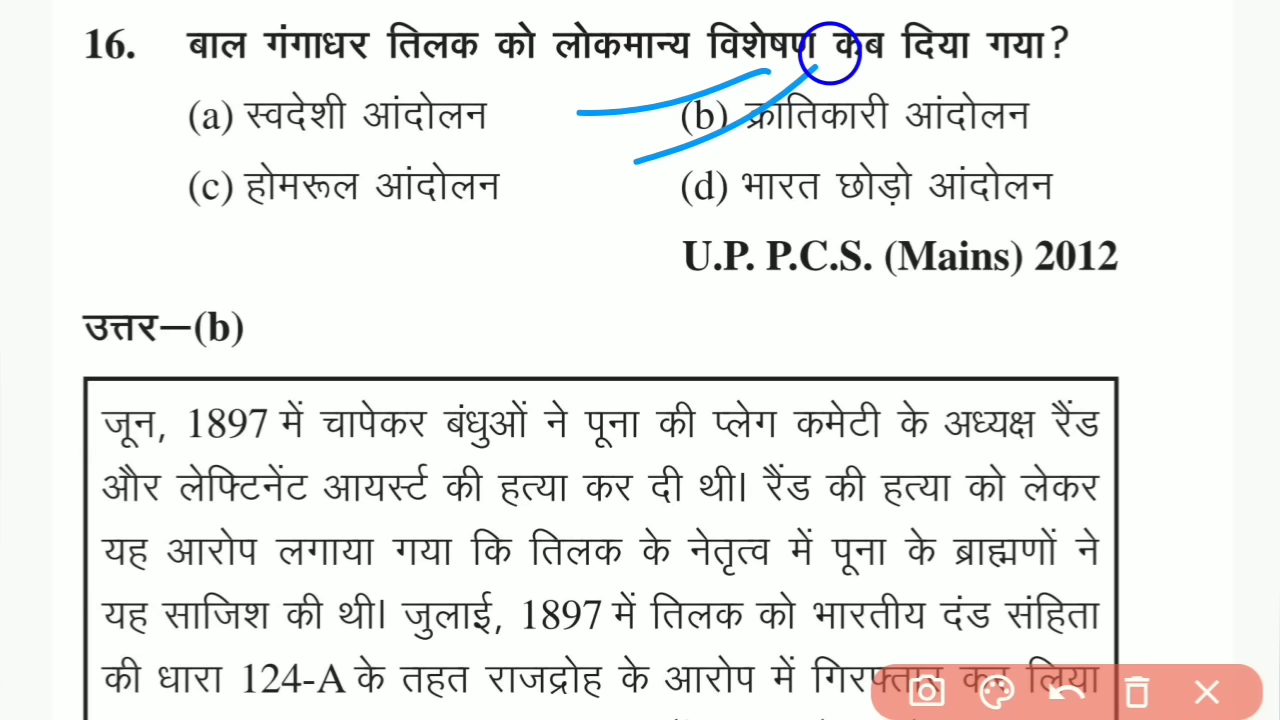 16. बाल गंगाधर तिलक को लोकमान्य विशेषण कब दिया गया?
(a) स्वदेशी आंदोलन (b) क्रांतिकारी आंदोलन
(c) होमरूल आंदोलन (d) भारत छोड़ो आंदोलन
U.P. P.C.S. (Mains) 2012
उत्तर—(b)
जून, 1897 में चापेकर बंधुओं ने पूना की प्लेग कमेटी के अध्यक्ष रैंड
और लेफ्टिनेंट आयर्स्ट की हत्या कर दी थी। रैंड की हत्या को लेकर
यह आरोप लगाया गया कि तिलक के नेतृत्व में पूना के ब्राह्मणों ने
यह साजिश की थी। जुलाई, 1897 में तिलक को भारतीय दंड संहिता
की धारा 124-A के तहत राजद्रोह के आरोप में गिरफ्तार कर लिया